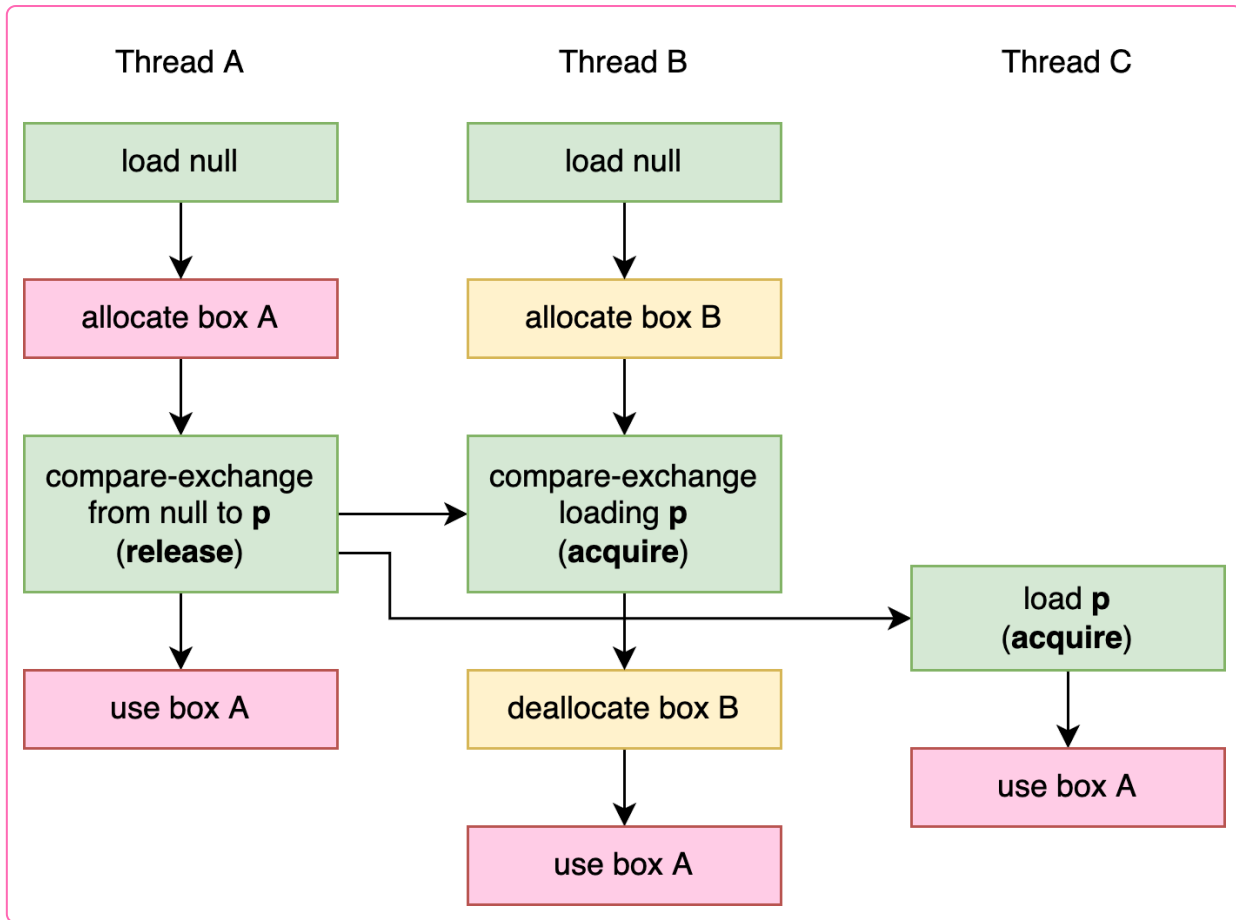 Thread A
Thread B
Thread C
load null
load null
allocate box A
allocate box B
compare-exchange
from null to p
(release)
compare-exchange
loading p
(acquire)
load p
(acquire)
use box A
deallocate box B
use box A
use box A